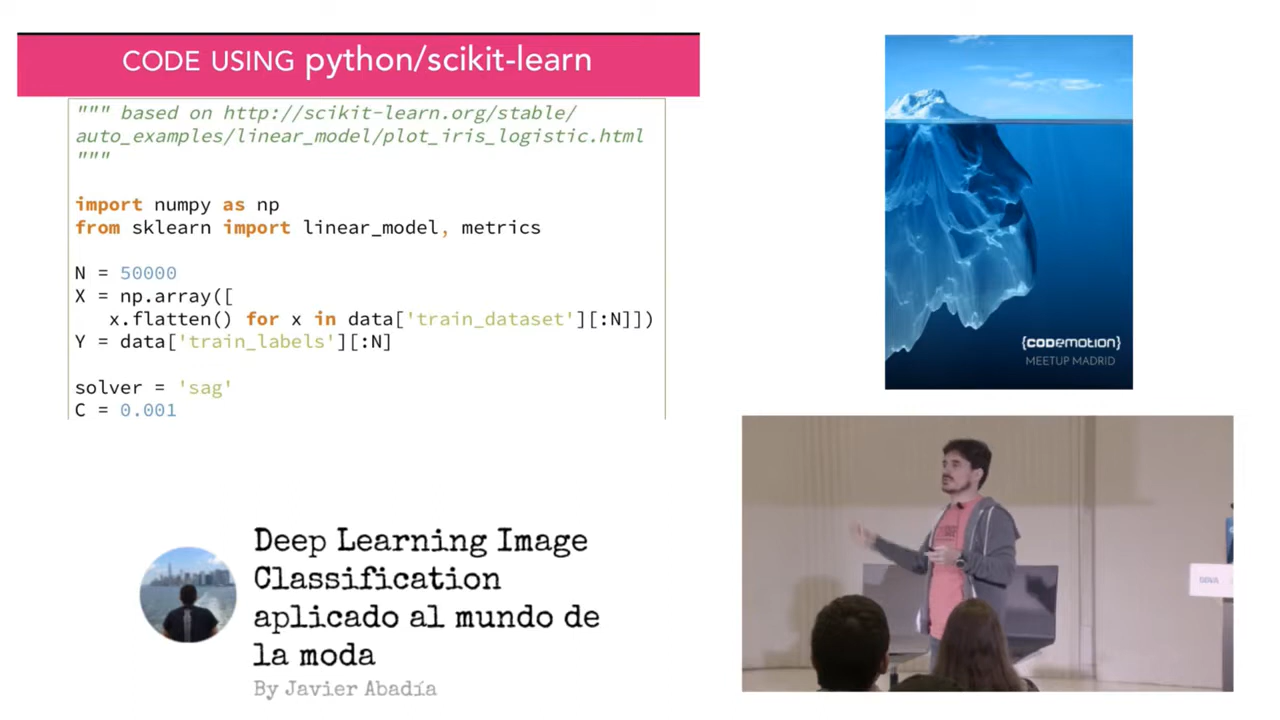 CODE USING python/scikit-learn
""" based on http://scikit-learn.org/stable/
auto_examples/linear_model/plot_iris_logistic.html
"""
import numpy as np
from sklearn import linear_model, metrics
N = 50000
X = np.array([
x.flatten() for x in data['train_dataset'][:N]])
Y = data['train_labels'][:N]
solver = 'sag'
C = 0.001
{CODEMOTION}
MEETUP MADRID
BBVA
Deep Learning Image
Classification
aplicado al mundo de
la moda
By Javier Abadía